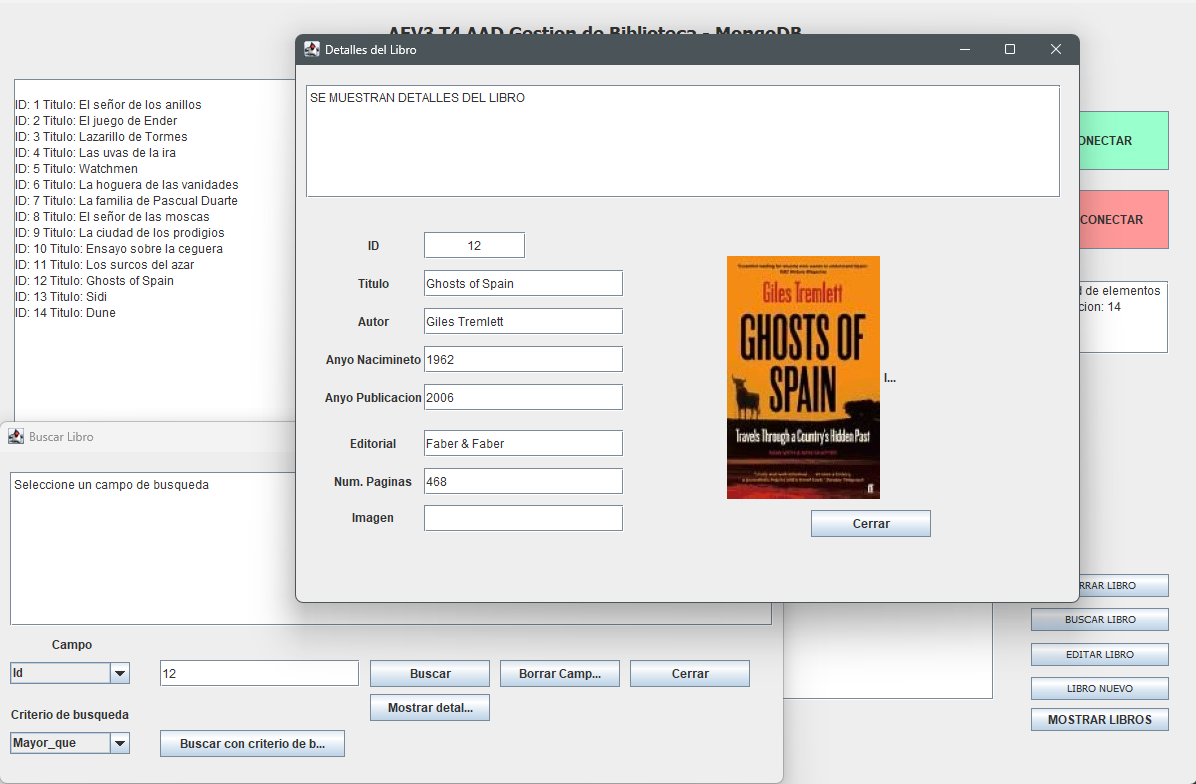 AEV3 T4 AAD Gestion de Biblioteca - MongoDB
Detalles del Libro
SE MUESTRAN DETALLES DEL LIBRO
ID: 1 Titulo: El señor de los anillos
ID: 2 Titulo: El juego de Ender
ID: 3 Titulo: Lazarillo de Tormes
ID: 4 Titulo: Las uvas de la ira
ID: 5 Titulo: Watchmen
ID: 6 Titulo: La hoguera de las vanidades
ID: 7 Titulo: La familia de Pascual Duarte
ID: 8 Titulo: El señor de las moscas
ID: 9 Titulo: La ciudad de los prodigios
ID: 10 Titulo: Ensayo sobre la ceguera
ID: 11 Titulo: Los surcos del azar
ID: 12 Titulo: Ghosts of Spain
ID: 13 Titulo: Sidi
ID: 14 Titulo: Dune
ONECTAR
CONECTAR
d de elementos
cion: 14
ID 12
Titulo Ghosts of Spain
Autor Giles Tremlett
Anyo Nacimineto 1962
Anyo Publicacion 2006
Editorial Faber & Faber
Num. Paginas 468
Imagen
Giles Tremlett
GHOSTS OF
SPAIN
Travels Through a Country's Hidden Past
ff
I...
Cerrar
Buscar Libro
Seleccione un campo de busqueda
Campo
Id 12 Buscar Borrar Camp... Cerrar
Mostrar detal...
Criterio de busqueda
Mayor_que Buscar con criterio de b...
RRAR LIBRO
BUSCAR LIBRO
EDITAR LIBRO
LIBRO NUEVO
MOSTRAR LIBROS